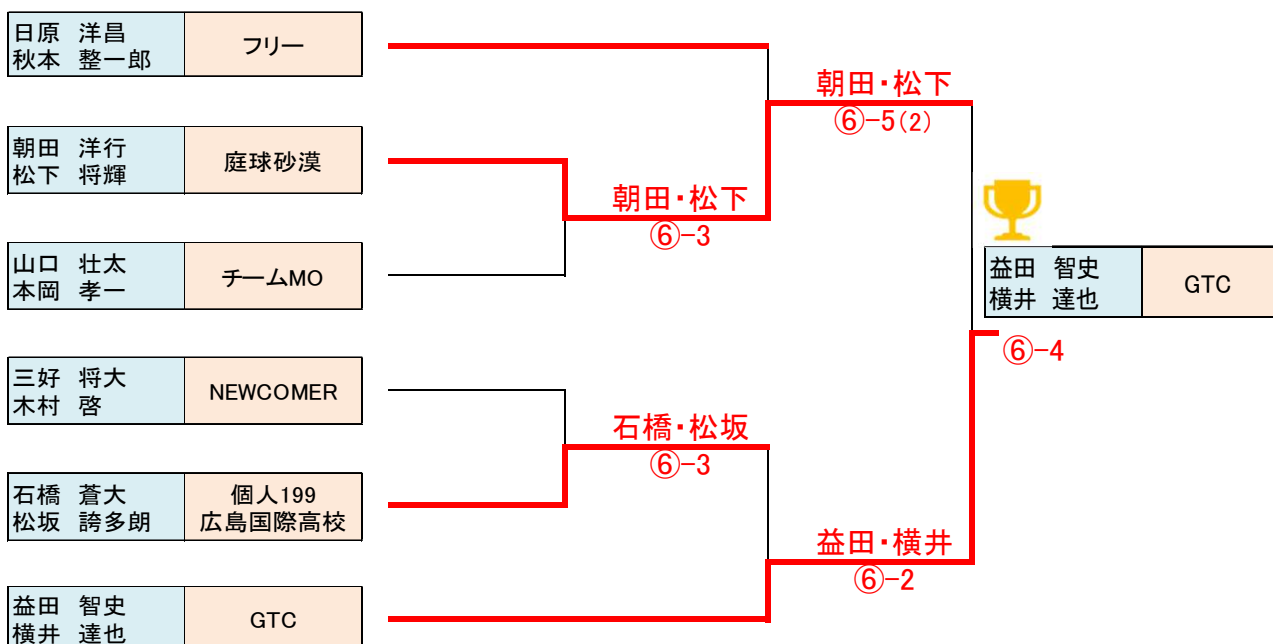 日原 洋昌
秋本 整一郎
フリー
朝田 洋行
松下 将輝
庭球砂漠
山口 壮太
本岡 孝一
チームMO
三好 将大
木村 啓
NEWCOMER
石橋 蒼大
松坂 誇多朗
個人199
広島国際高校
益田 智史
横井 達也
GTC
朝田・松下
⑥-3
石橋・松坂
⑥-3
朝田・松下
⑥-5(2)
益田・横井
⑥-2
益田 智史
横井 達也
GTC
⑥-4